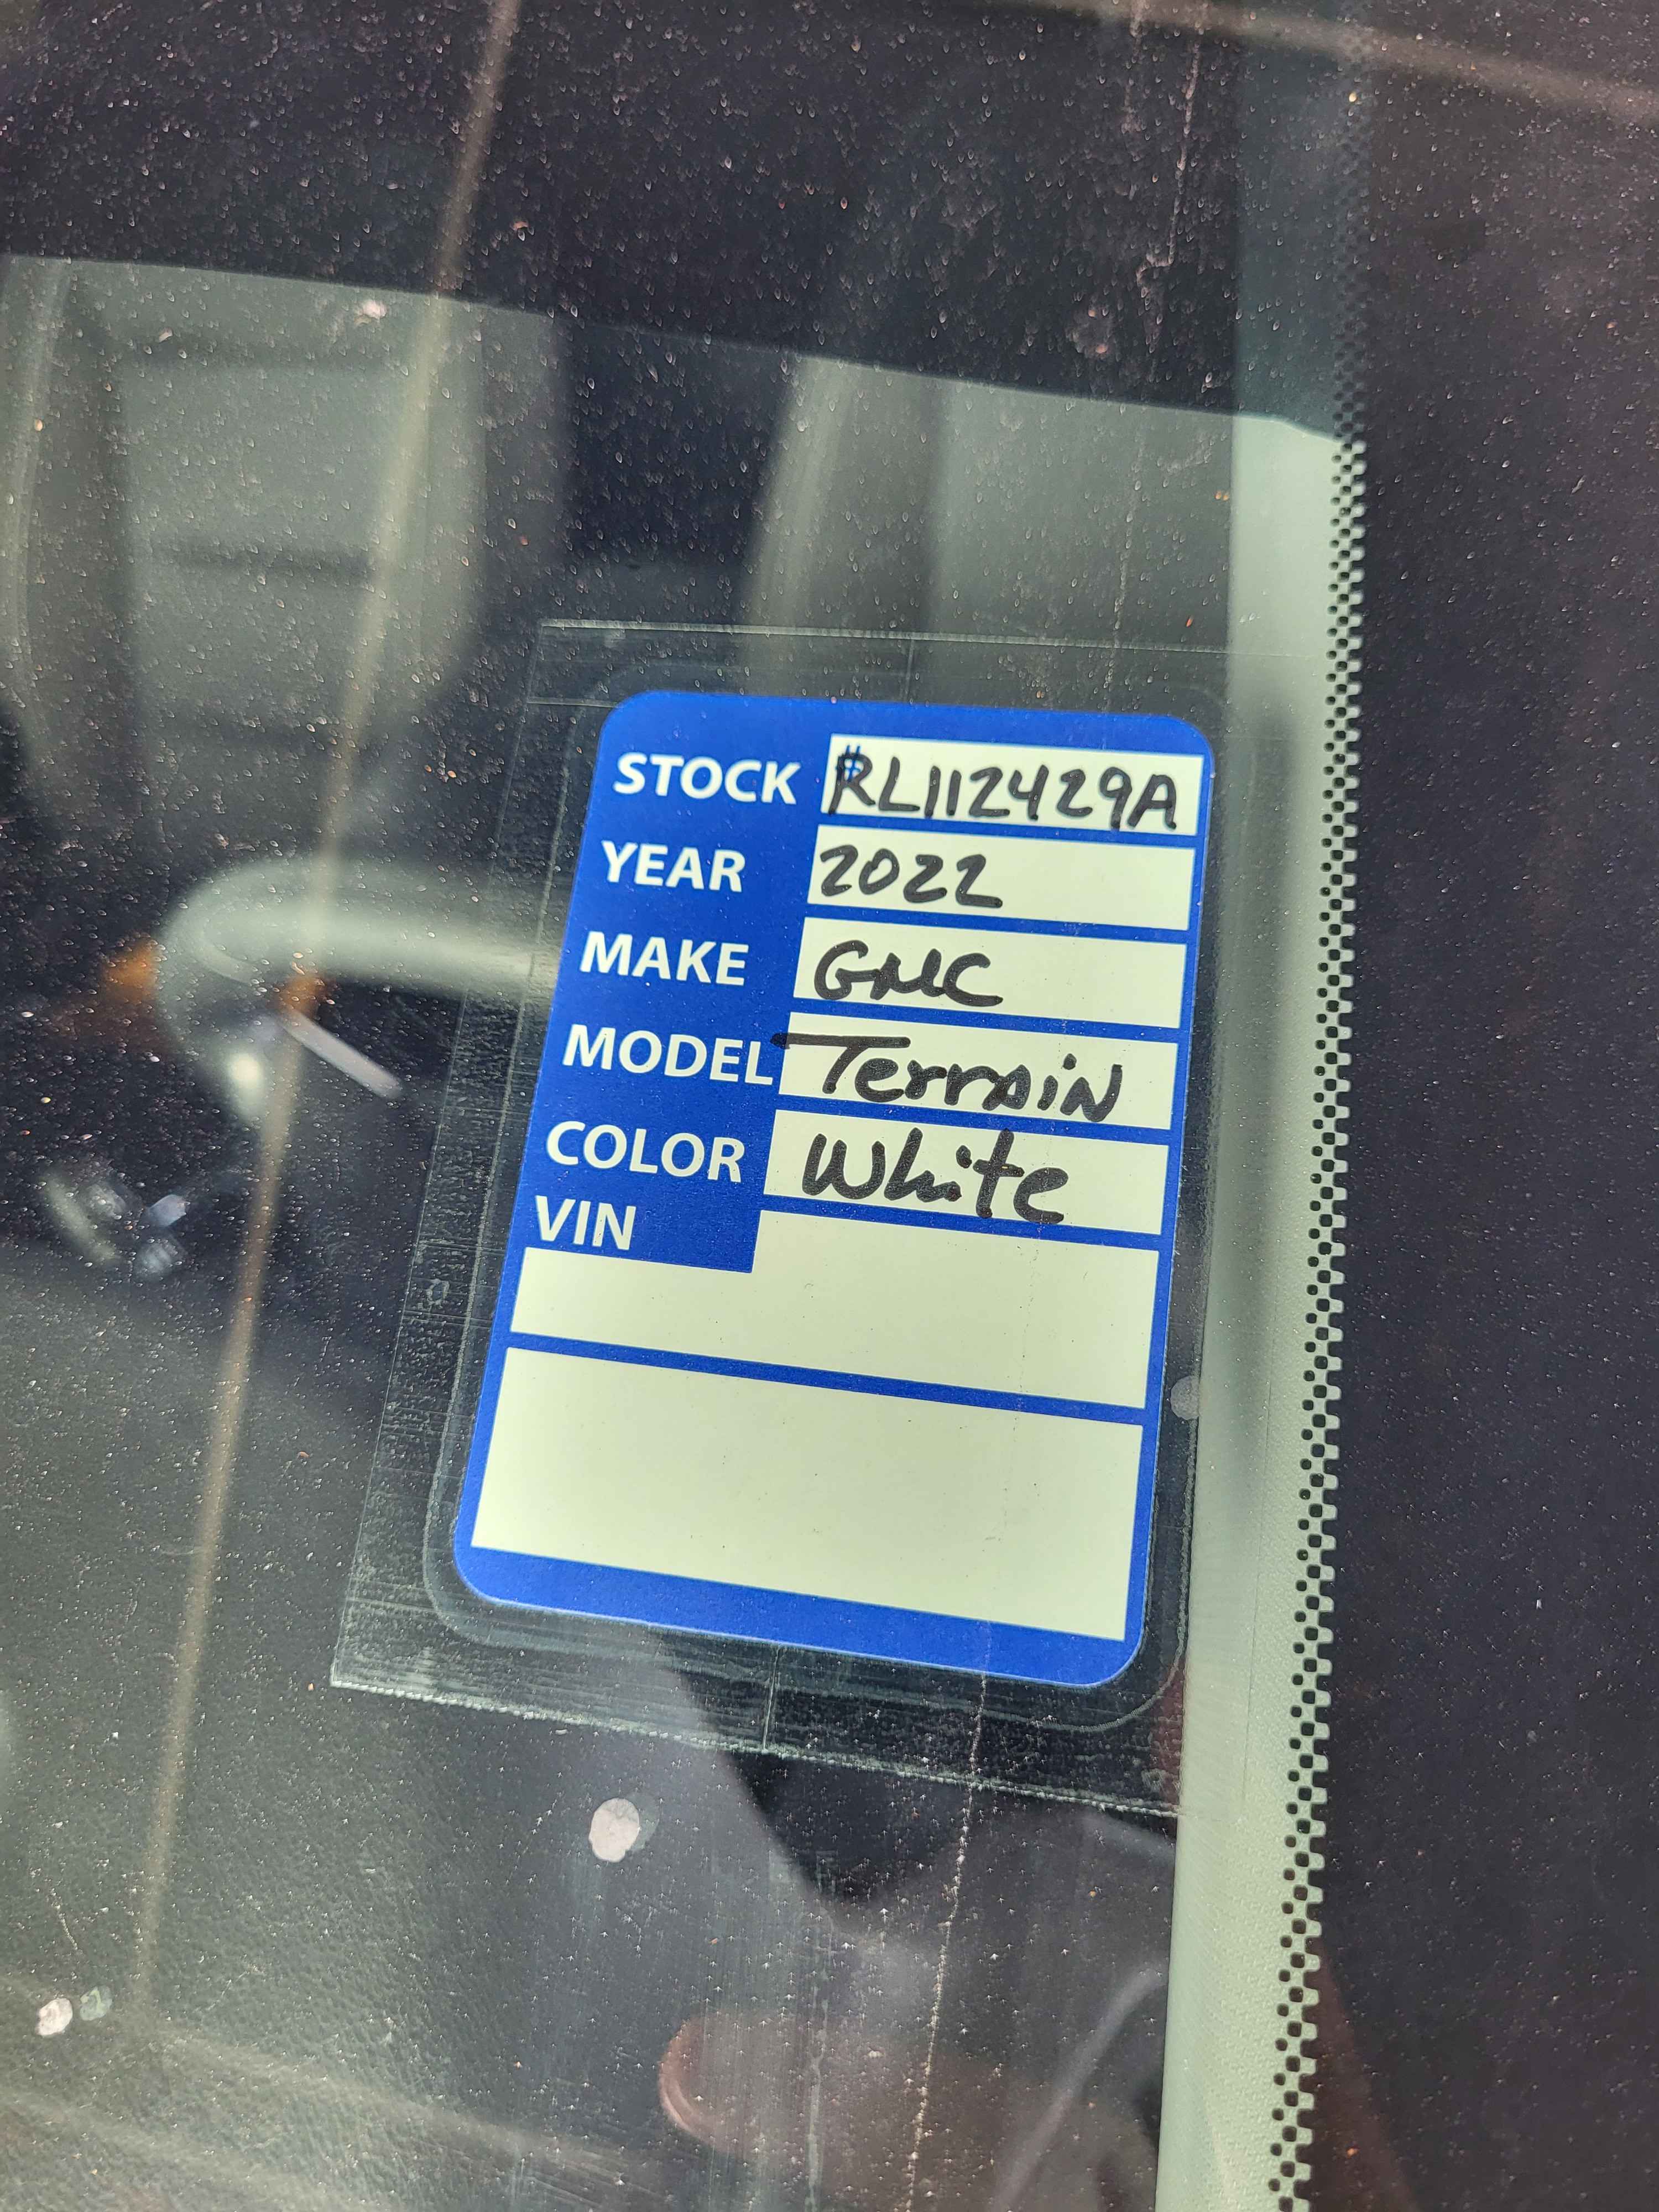 STOCK #RL112429A
YEAR 2022
MAKE GMC
MODEL Terrain
COLOR White
VIN